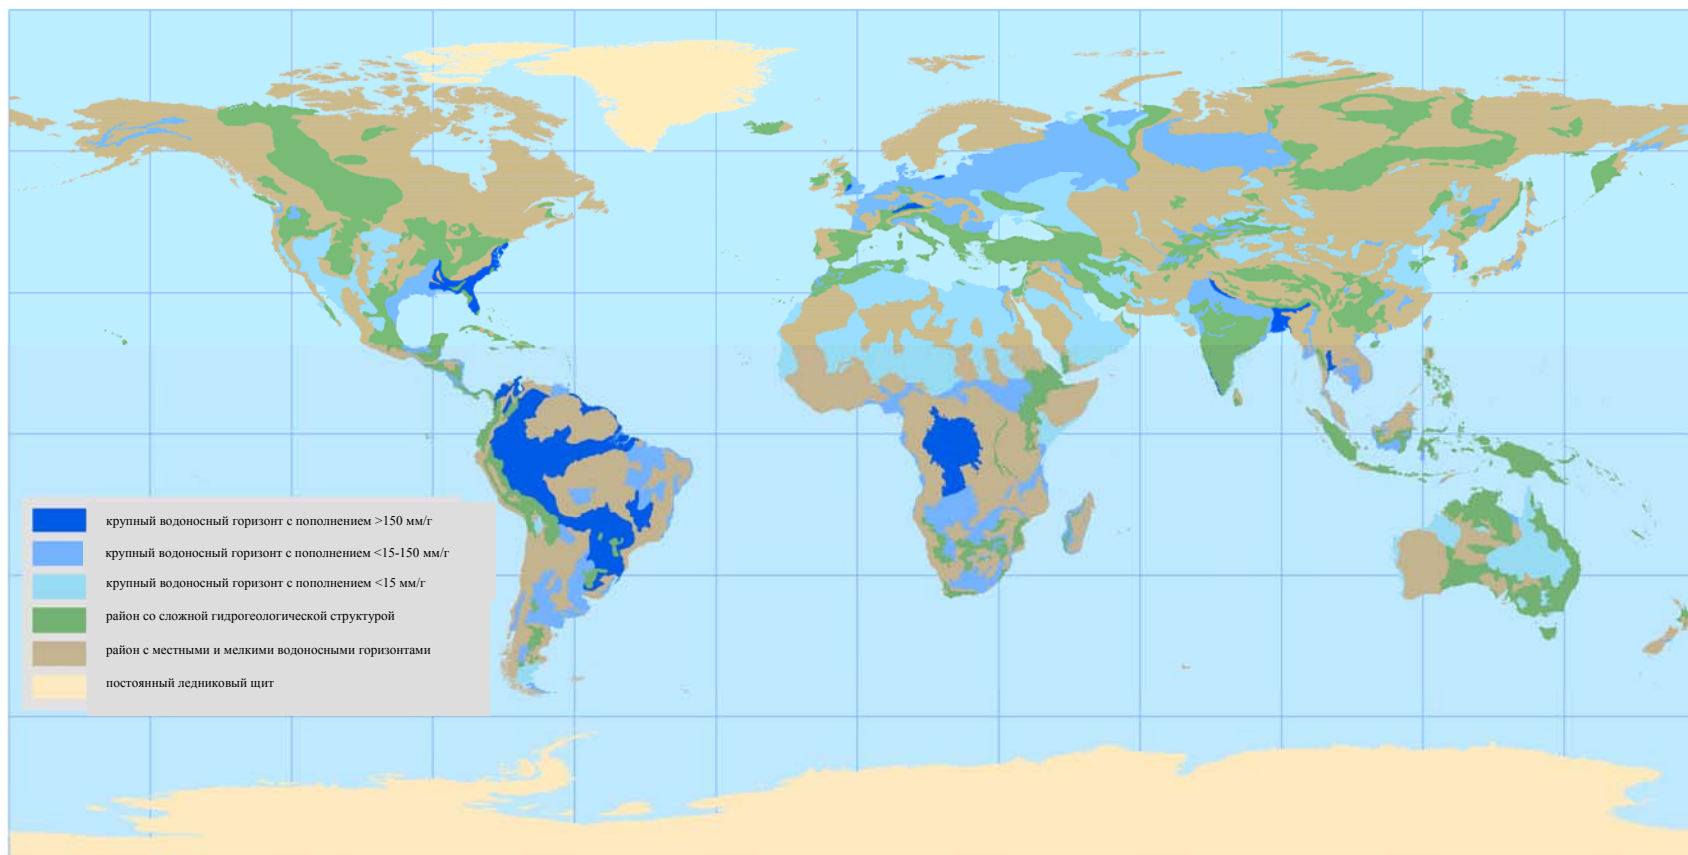 крупный водоносный горизонт с пополнением >150 мм/г
крупный водоносный горизонт с пополнением <15-150 мм/г
крупный водоносный горизонт с пополнением <15 мм/г
район со сложной гидрогеологической структурой
район с местными и мелкими водоносными горизонтами
постоянный ледниковый щит